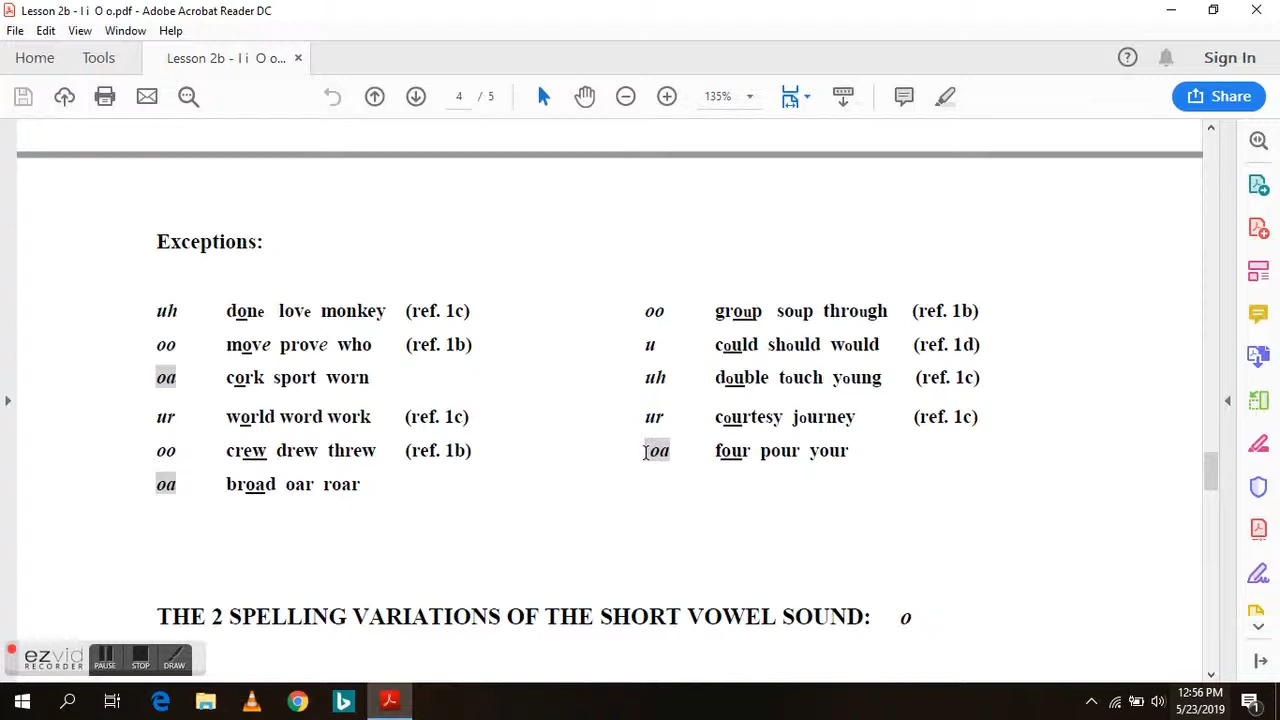 Lesson 2b - I i  O o.pdf - Adobe Acrobat Reader DC
File Edit View Window Help
Home Tools Lesson 2b - I i  O o... × Sign In
4 / 5 135% Share
Exceptions:
uh done love monkey (ref. 1c)
oo move prove who (ref. 1b)
oa cork sport worn
ur world word work (ref. 1c)
oo crew drew threw (ref. 1b)
oa broad oar roar
oo group soup through (ref. 1b)
u could should would (ref. 1d)
uh double touch young (ref. 1c)
ur courtesy journey (ref. 1c)
oa four pour your
THE 2 SPELLING VARIATIONS OF THE SHORT VOWEL SOUND: o
ezvid
RECORDER
PAUSE STOP DRAW
12:56 PM
5/23/2019